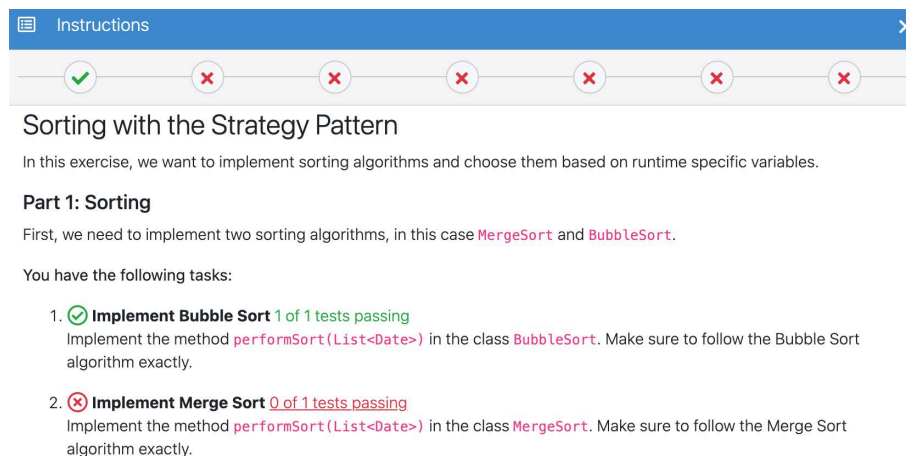 Instructions
Sorting with the Strategy Pattern
In this exercise, we want to implement sorting algorithms and choose them based on runtime specific variables.
Part 1: Sorting
First, we need to implement two sorting algorithms, in this case MergeSort and BubbleSort.
You have the following tasks:
1. Implement Bubble Sort 1 of 1 tests passing
Implement the method performSort(List<Date>) in the class BubbleSort. Make sure to follow the Bubble Sort
algorithm exactly.
2. Implement Merge Sort 0 of 1 tests passing
Implement the method performSort(List<Date>) in the class MergeSort. Make sure to follow the Merge Sort
algorithm exactly.